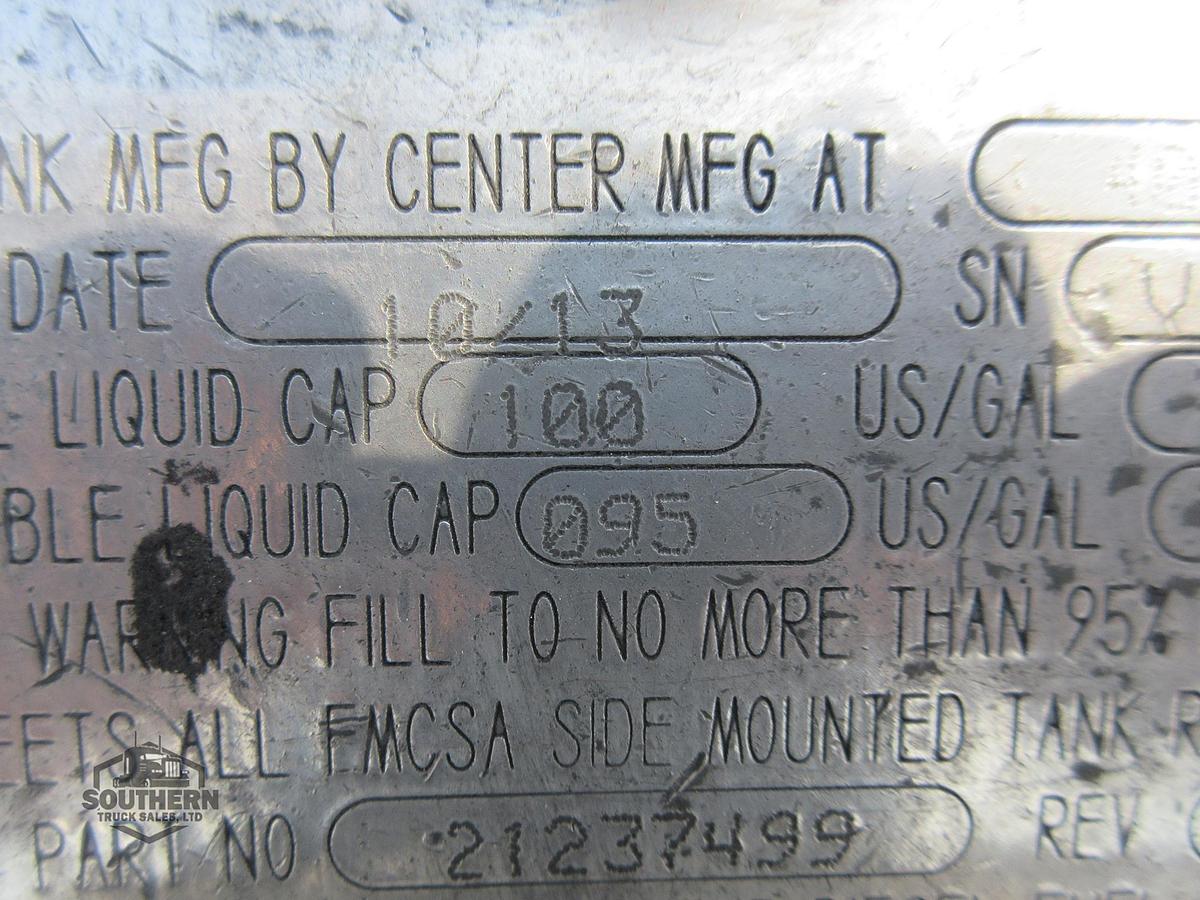 NK MFG BY CENTER MFG AT
DATE 10/13 SN
LIQUID CAP 100 US/GAL
BLE LIQUID CAP 095 US/GAL
WARNING FILL TO NO MORE THAN 95%
EETS ALL FMCSA SIDE MOUNTED TANK R
PART NO 21237499 REV
SOUTHERN
TRUCK SALES, LTD